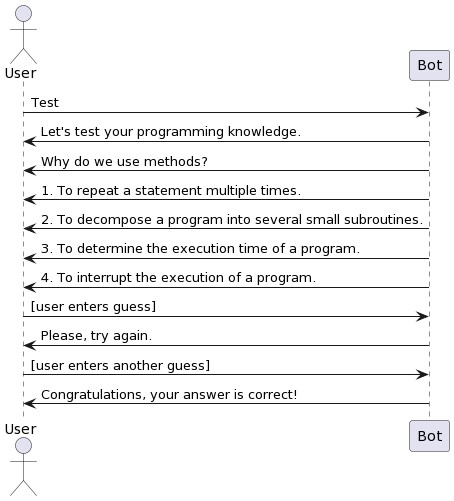 User
Bot
Test
Let's test your programming knowledge.
Why do we use methods?
1. To repeat a statement multiple times.
2. To decompose a program into several small subroutines.
3. To determine the execution time of a program.
4. To interrupt the execution of a program.
[user enters guess]
Please, try again.
[user enters another guess]
Congratulations, your answer is correct!
User
Bot